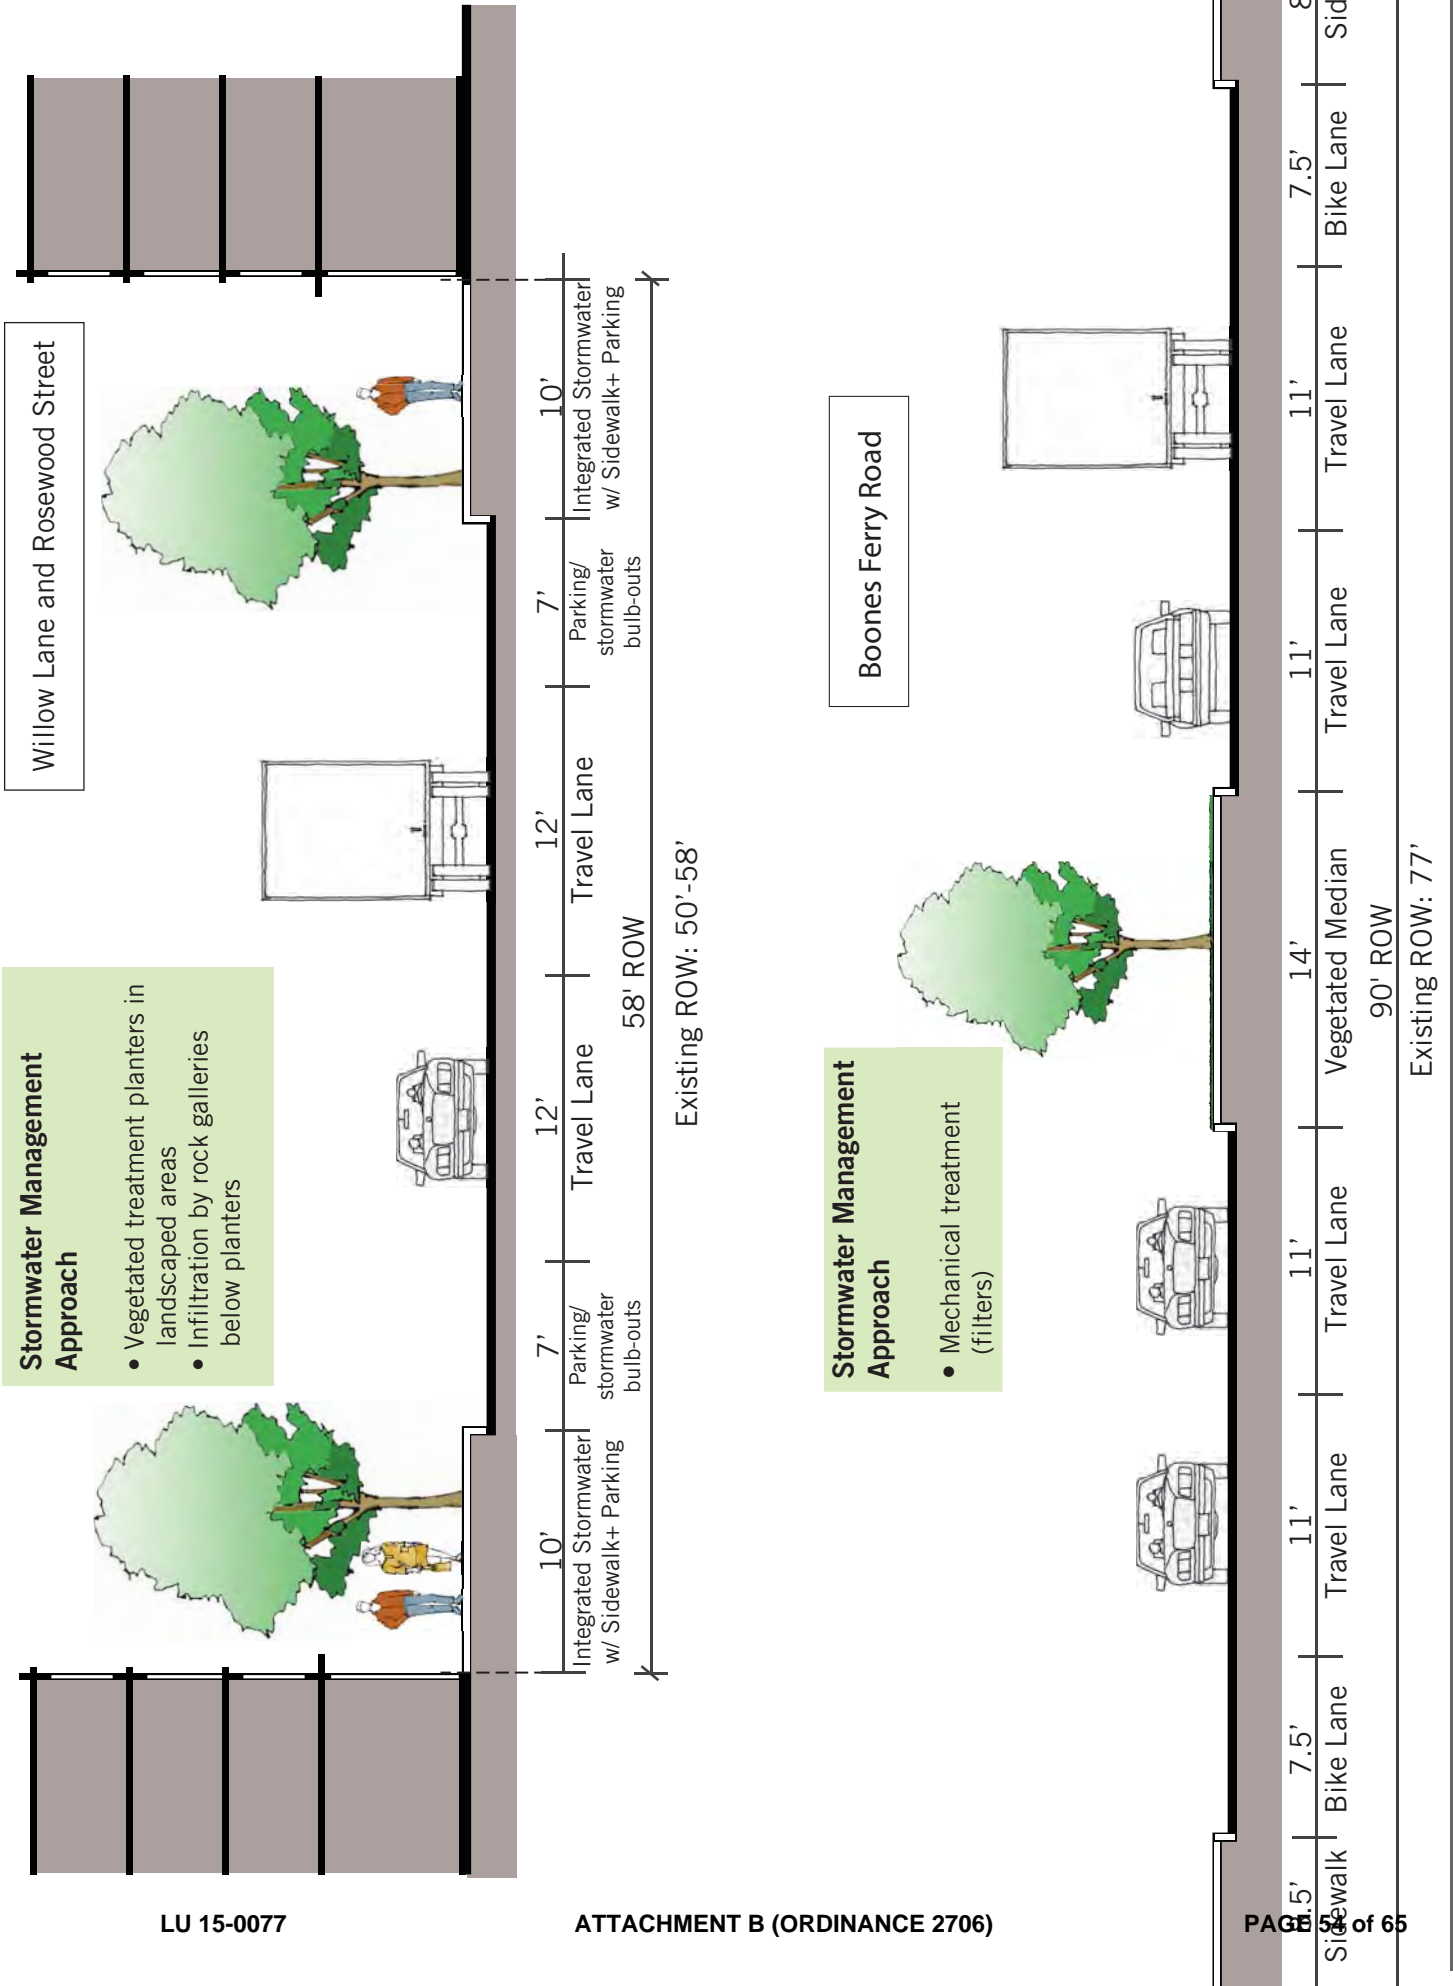 Willow Lane and Rosewood Street
Stormwater Management
Approach
• Vegetated treatment planters in
landscaped areas
• Infiltration by rock galleries
below planters
10' 7' 12' 12' 7' 10'
Integrated Stormwater
w/ Sidewalk+ Parking
Parking/
stormwater
bulb-outs
Travel Lane
Travel Lane
Parking/
stormwater
bulb-outs
Integrated Stormwater
w/ Sidewalk+ Parking
58' ROW
Existing ROW: 50'-58'
Boones Ferry Road
Stormwater Management
Approach
• Mechanical treatment
(filters)
7.5' 11' 11' 14' 11' 11' 7.5'
Sidewalk Bike Lane Travel Lane Travel Lane Vegetated Median Travel Lane Travel Lane Bike Lane
90' ROW
Existing ROW: 77'
LU 15-0077 ATTACHMENT B (ORDINANCE 2706) PAGE 54 of 65